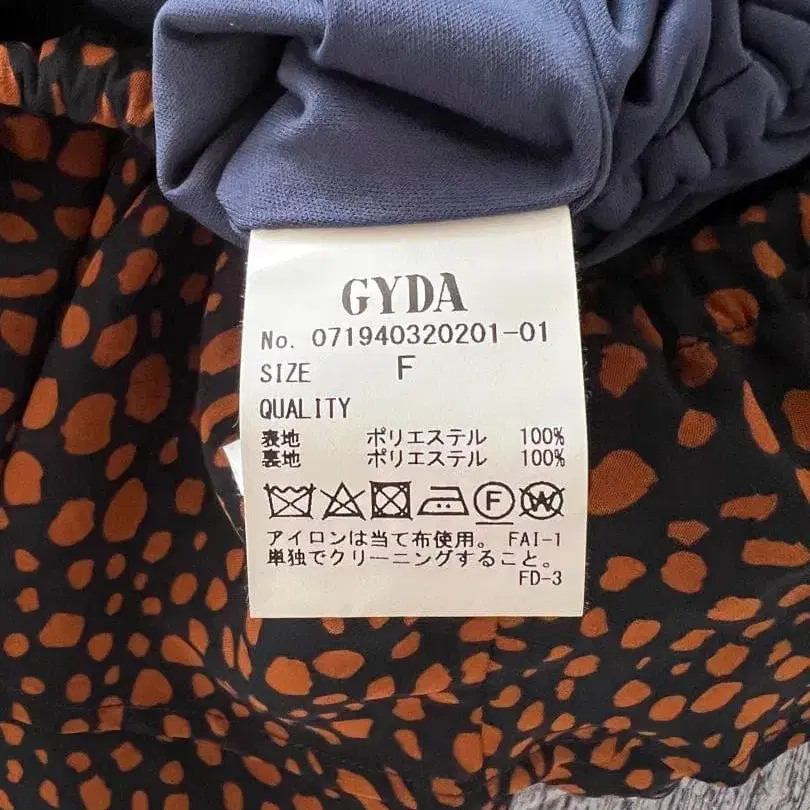 GYDA
No. 071940320201-01
SIZE F
QUALITY
表地 ポリエステル 100%
裏地 ポリエステル 100%
F W
アイロンは当て布使用。 FAI-1
単独でクリーニングすること。
FD-3